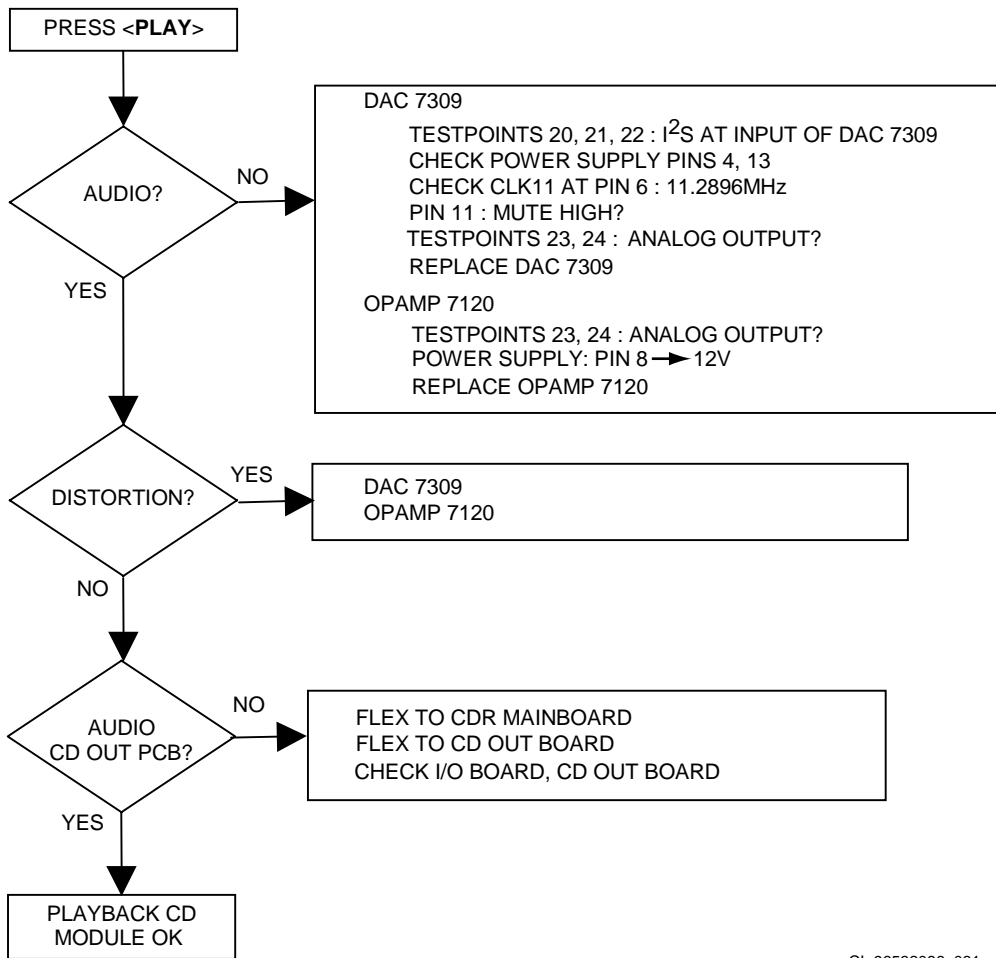 PRESS <PLAY>
AUDIO?
NO
YES
DAC 7309
TESTPOINTS 20, 21, 22 : I2S AT INPUT OF DAC 7309
CHECK POWER SUPPLY PINS 4, 13
CHECK CLK11 AT PIN 6 : 11.2896MHz
PIN 11 : MUTE HIGH?
TESTPOINTS 23, 24 : ANALOG OUTPUT?
REPLACE DAC 7309
OPAMP 7120
TESTPOINTS 23, 24 : ANALOG OUTPUT?
POWER SUPPLY: PIN 8 → 12V
REPLACE OPAMP 7120
DISTORTION?
YES
NO
DAC 7309
OPAMP 7120
AUDIO
CD OUT PCB?
NO
YES
FLEX TO CDR MAINBOARD
FLEX TO CD OUT BOARD
CHECK I/O BOARD, CD OUT BOARD
PLAYBACK CD
MODULE OK